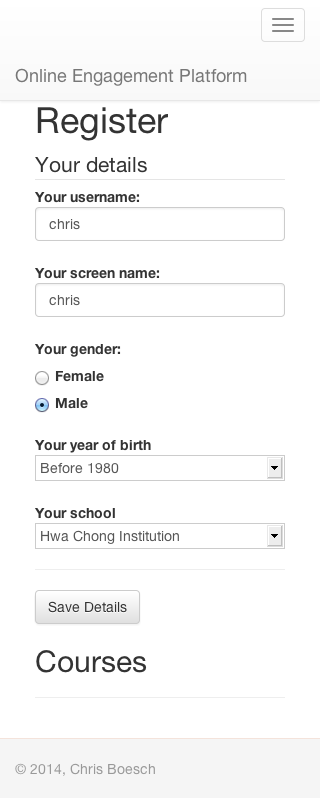 Online Engagement Platform
Register
Your details
Your username:
chris
Your screen name:
chris
Your gender:
Female
Male
Your year of birth
Before 1980
Your school
Hwa Chong Institution
Save Details
Courses
© 2014, Chris Boesch